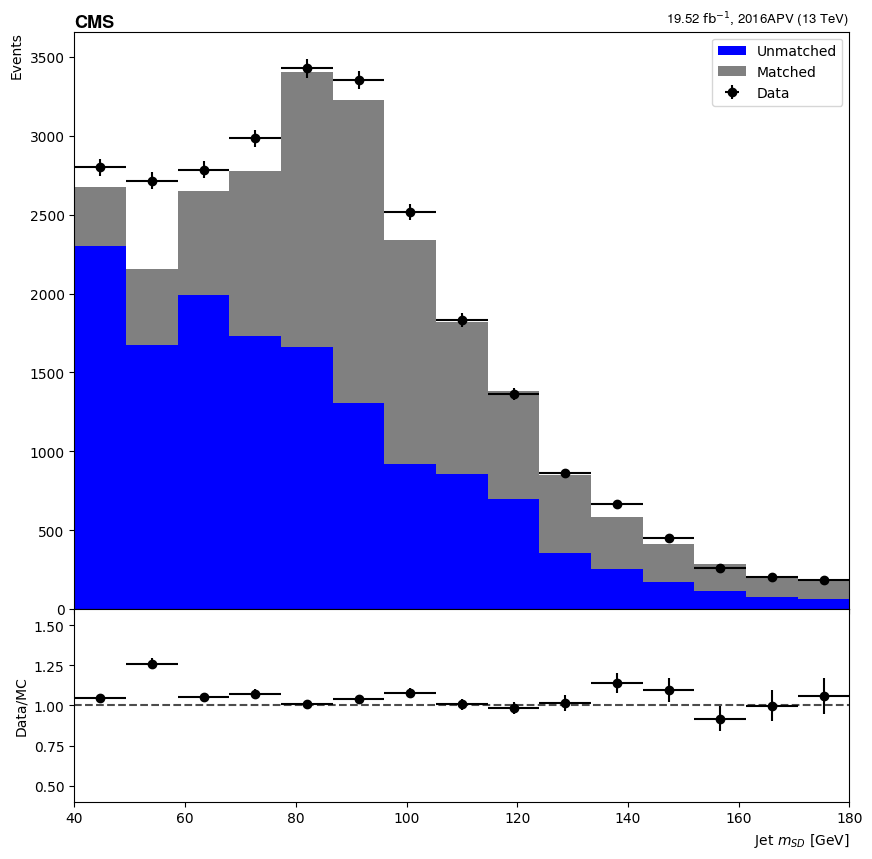 CMS
19.52 fb⁻¹, 2016APV (13 TeV)
Events
3500
3000
2500
2000
1500
1000
500
0
Unmatched
Matched
Data
Data/MC
1.50
1.25
1.00
0.75
0.50
40 60 80 100 120 140 160 180
Jet m_SD [GeV]